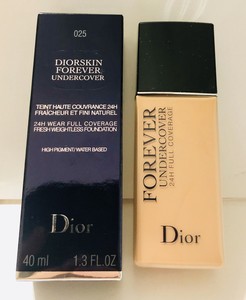 025
DIORSKIN
FOREVER
UNDERCOVER
TEINT HAUTE COUVRANCE 24H
FRAÎCHEUR ET FINI NATUREL
24H WEAR FULL COVERAGE
FRESH WEIGHTLESS FOUNDATION
HIGH PIGMENT/WATER BASED
Dior
40 ml 1.3 FL.OZ
FOREVER
UNDERCOVER
24H FULL COVERAGE
Dior